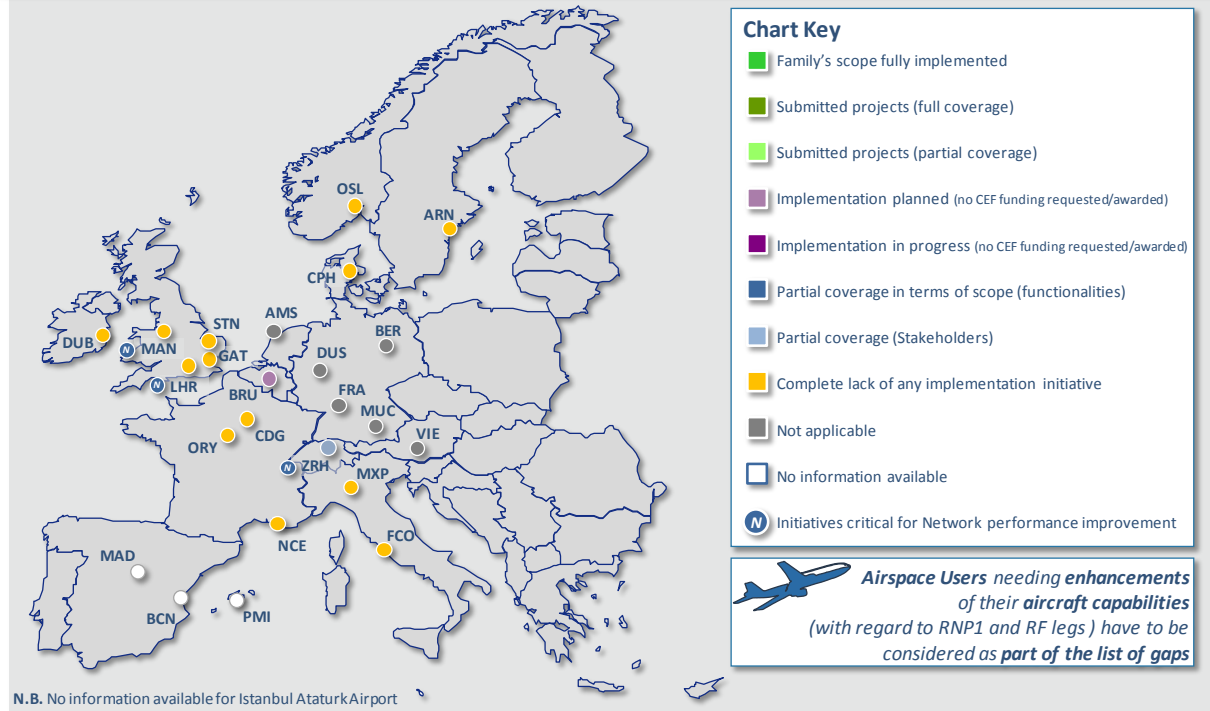 OSL
ARN
CPH
AMS
STN
BER
DUB
N
MAN
GAT
DUS
N
LHR
BRU
FRA
MUC
CDG
VIE
ORY
N
ZRH
MXP
NCE
FCO
MAD
BCN
PMI
N.B. No information available for Istanbul Ataturk Airport
Chart Key
Family's scope fully implemented
Submitted projects (full coverage)
Submitted projects (partial coverage)
Implementation planned (no CEF funding requested/awarded)
Implementation in progress (no CEF funding requested/awarded)
Partial coverage in terms of scope (functionalities)
Partial coverage (Stakeholders)
Complete lack of any implementation initiative
Not applicable
No information available
N Initiatives critical for Network performance improvement
Airspace Users needing enhancements
of their aircraft capabilities
(with regard to RNP1 and RF legs ) have to be
considered as part of the list of gaps